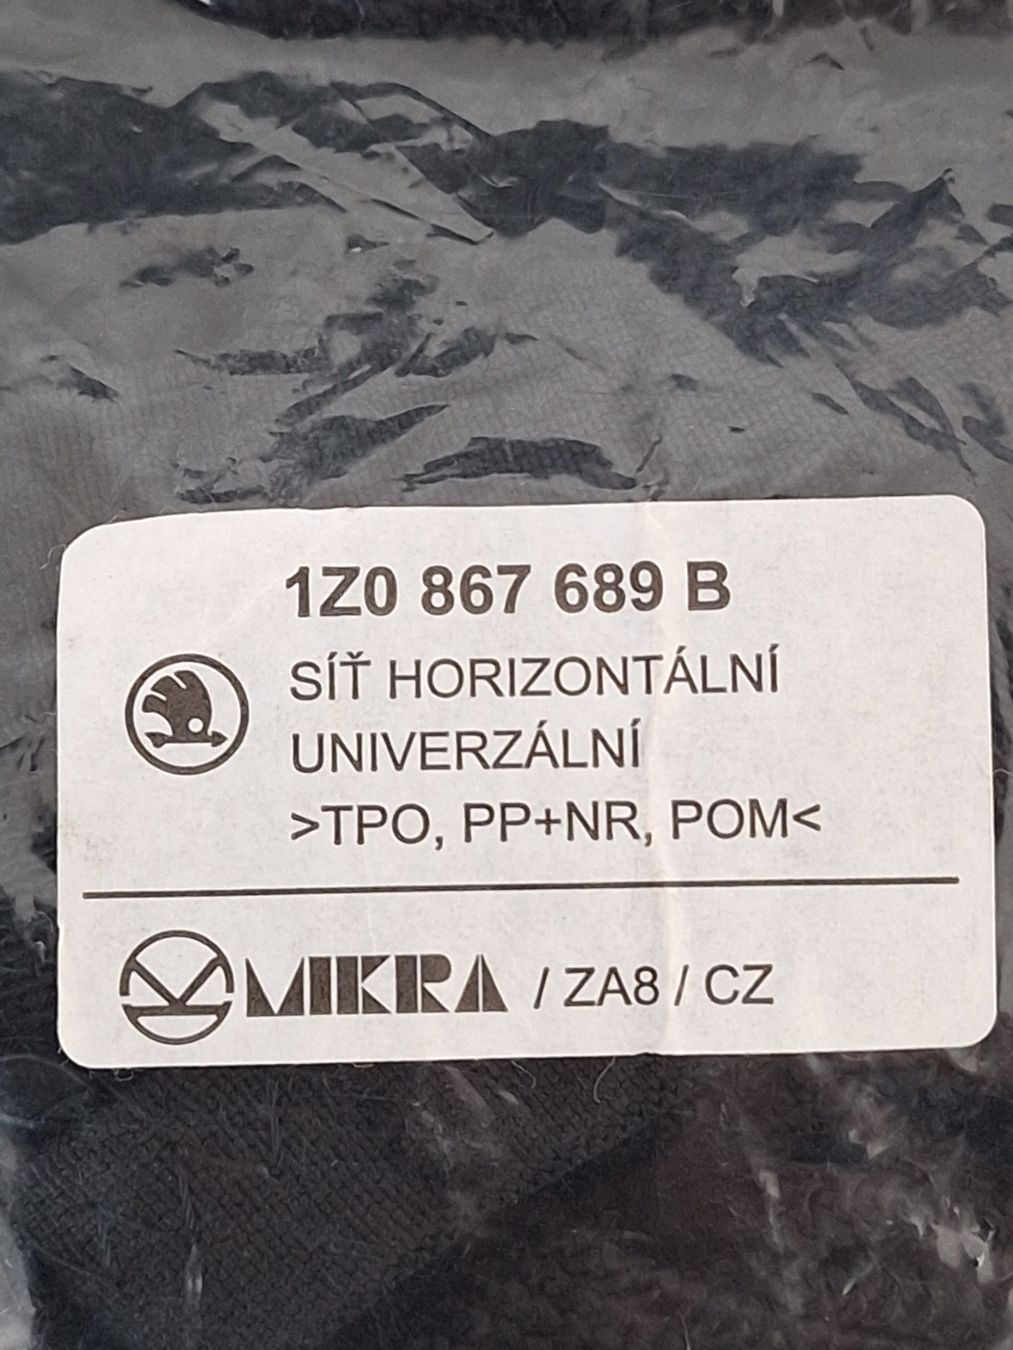 1Z0 867 689 B
SÍŤ HORIZONTÁLNÍ
UNIVERZÁLNÍ
>TPO, PP+NR, POM<
MIKRA / ZA8 / CZ